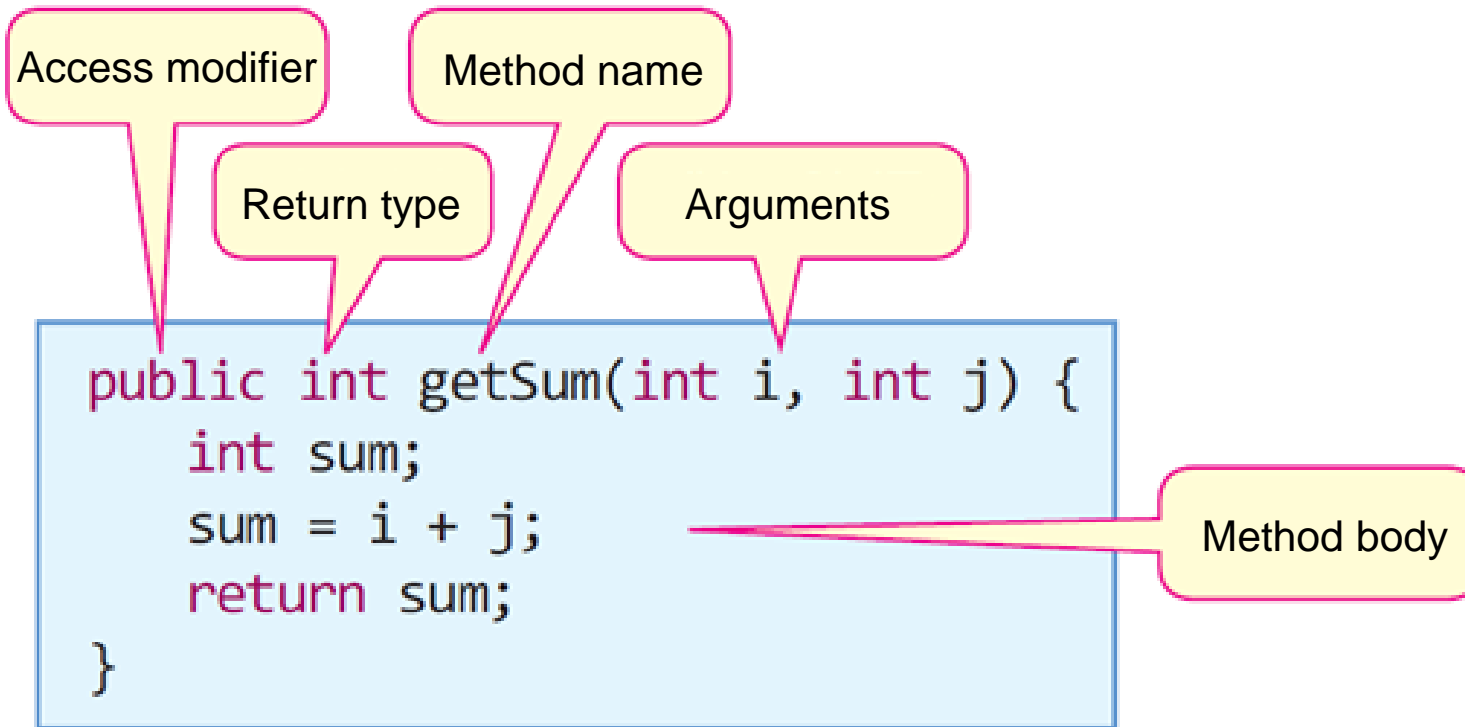 Access modifier
Method name
Return type
Arguments
public int getSum(int i, int j) {
int sum;
sum = i + j;
return sum;
}
Method body